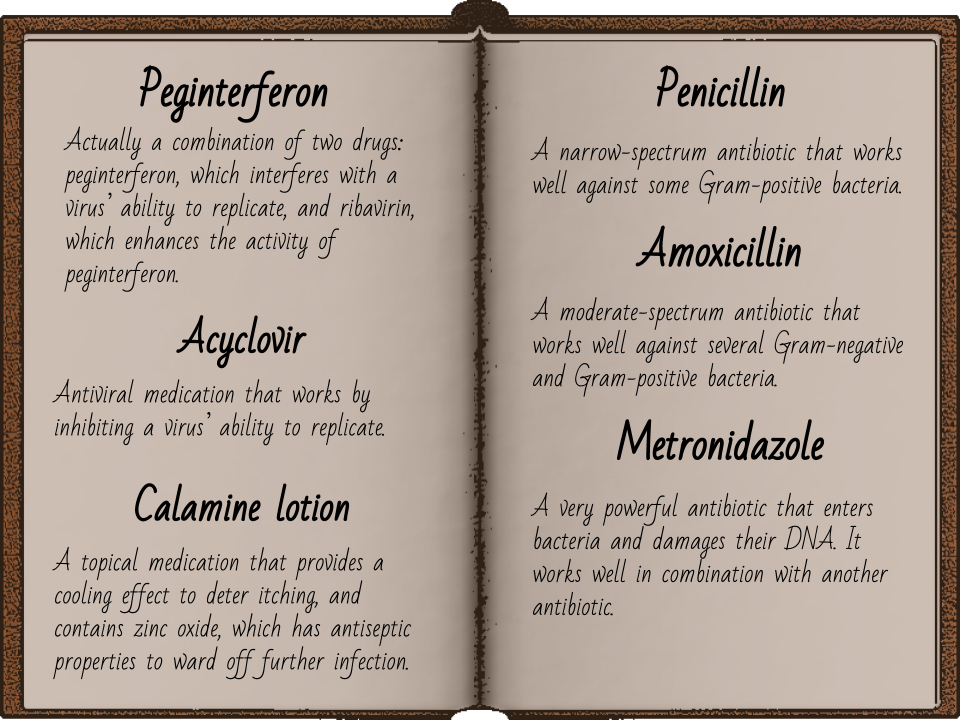 Peginterferon
Actually a combination of two drugs:
peginterferon, which interferes with a
virus' ability to replicate, and ribavirin,
which enhances the activity of
peginterferon.
Acyclovir
Antiviral medication that works by
inhibiting a virus' ability to replicate.
Calamine lotion
A topical medication that provides a
cooling effect to deter itching, and
contains zinc oxide, which has antiseptic
properties to ward off further infection.
Penicillin
A narrow-spectrum antibiotic that works
well against some Gram-positive bacteria.
Amoxicillin
A moderate-spectrum antibiotic that
works well against several Gram-negative
and Gram-positive bacteria.
Metronidazole
A very powerful antibiotic that enters
bacteria and damages their DNA. It
works well in combination with another
antibiotic.